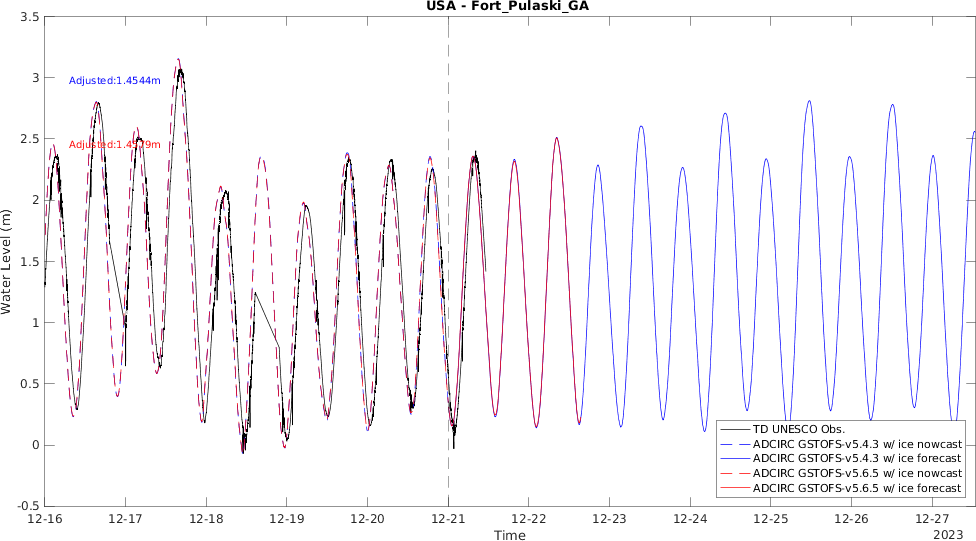 USA - Fort_Pulaski_GA
3.5
3
2.5
2
1.5
1
0.5
0
-0.5
Water Level (m)
Adjusted:1.4544m
TD UNESCO Obs.
ADCIRC GSTOFS-v5.4.3 w/ ice nowcast
ADCIRC GSTOFS-v5.4.3 w/ ice forecast
ADCIRC GSTOFS-v5.6.5 w/ ice nowcast
ADCIRC GSTOFS-v5.6.5 w/ ice forecast
12-16 12-17 12-18 12-19 12-20 12-21 12-22 12-23 12-24 12-25 12-26 12-27
Time
2023